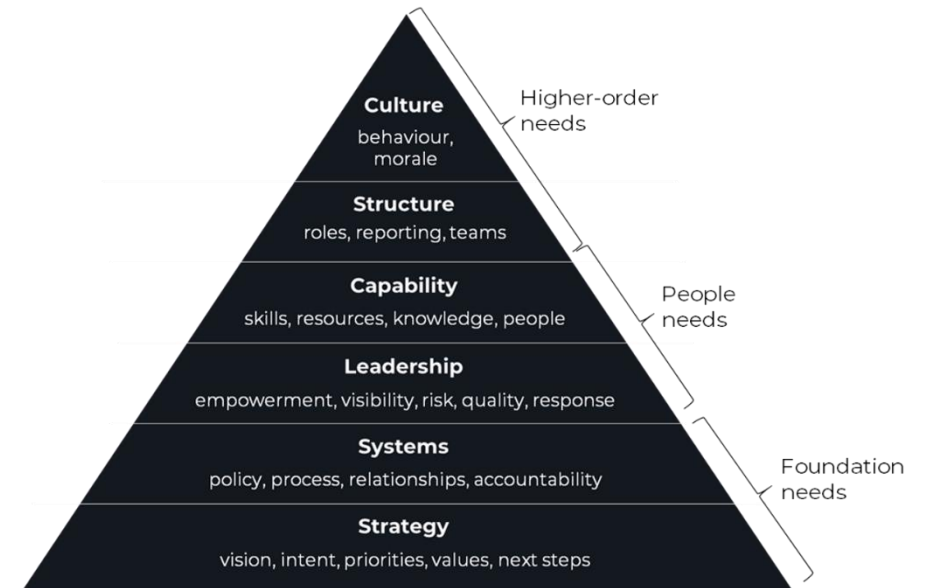 Culture
behaviour,
morale
Higher-order
needs
Structure
roles, reporting, teams
Capability
skills, resources, knowledge, people
People
needs
Leadership
empowerment, visibility, risk, quality, response
Systems
policy, process, relationships, accountability
Foundation
needs
Strategy
vision, intent, priorities, values, next steps